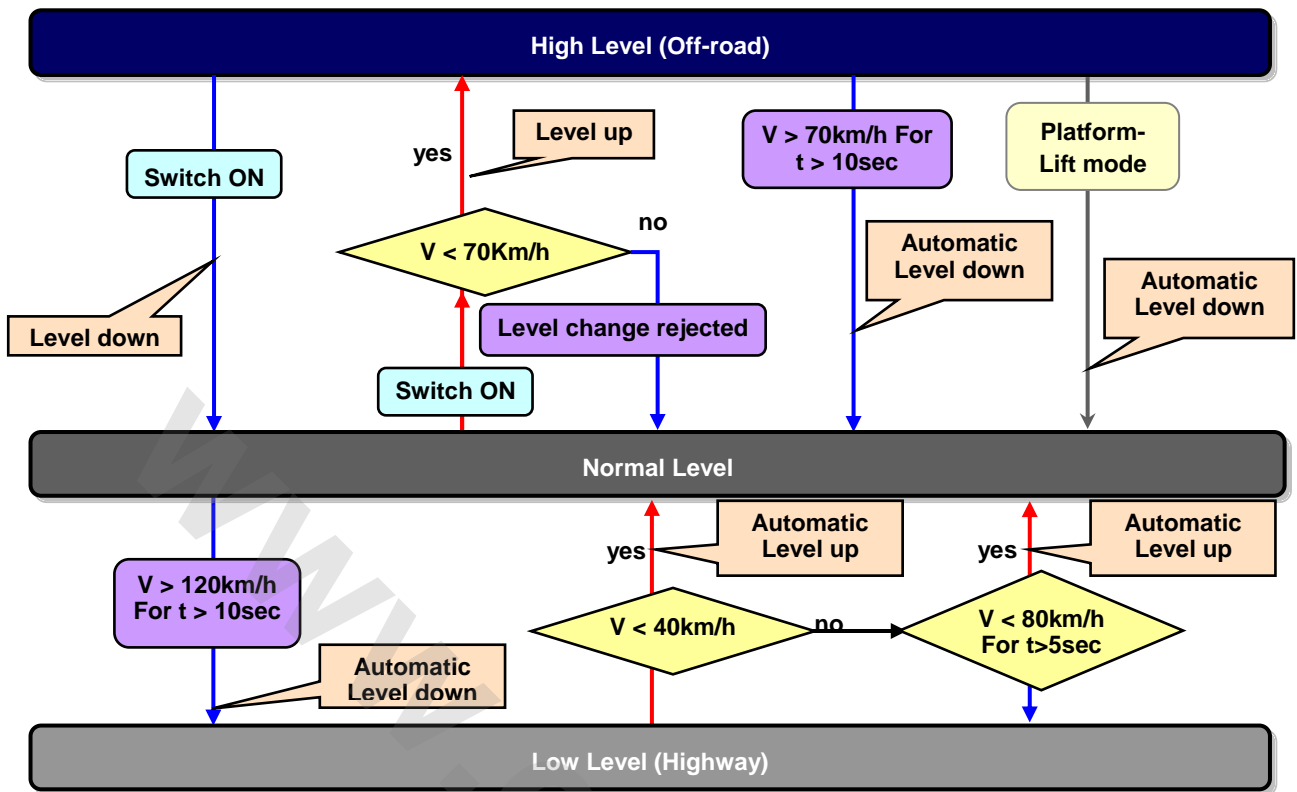 High Level (Off-road)
Switch ON
Level down
yes
Level up
V < 70Km/h
no
Level change rejected
Switch ON
V > 70km/h For
t > 10sec
Automatic
Level down
Platform-
Lift mode
Automatic
Level down
Normal Level
V > 120km/h
For t > 10sec
Automatic
Level down
yes
Automatic
Level up
V < 40km/h
no
yes
Automatic
Level up
V < 80km/h
For t>5sec
Low Level (Highway)
www.